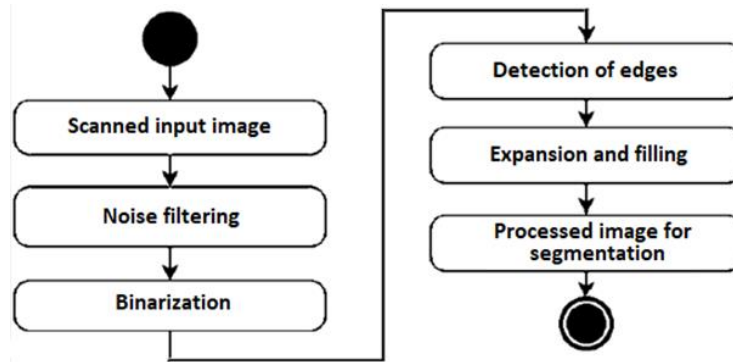 Scanned input image
Noise filtering
Binarization
Detection of edges
Expansion and filling
Processed image for
segmentation